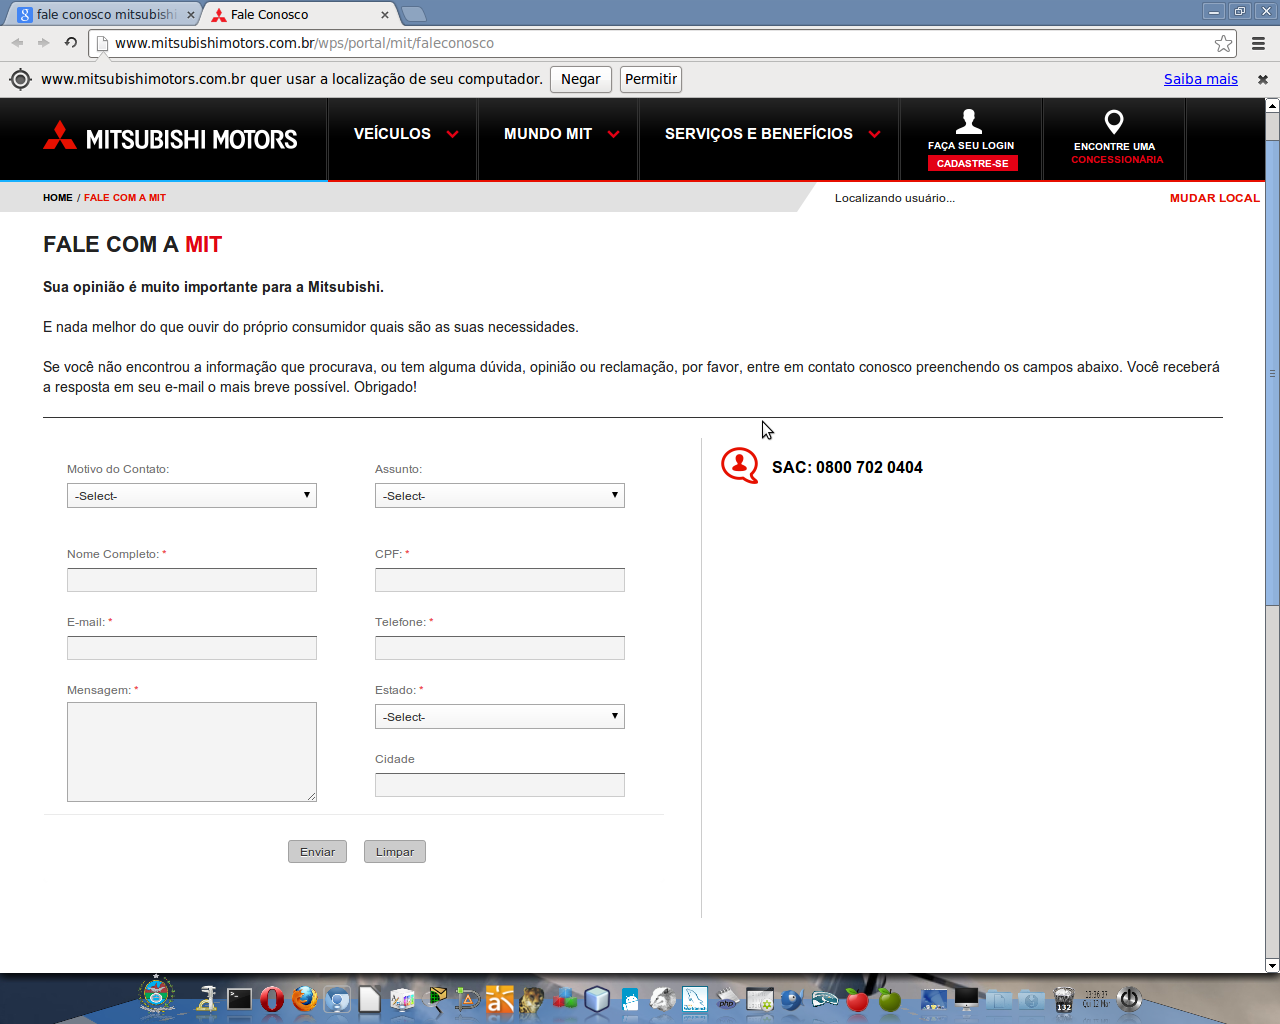 fale conosco mitsubishi
Fale Conosco
www.mitsubishimotors.com.br/wps/portal/mit/faleconosco
www.mitsubishimotors.com.br quer usar a localização de seu computador.
Negar
Permitir
Saiba mais
MITSUBISHI MOTORS
VEÍCULOS
MUNDO MIT
SERVIÇOS E BENEFÍCIOS
FAÇA SEU LOGIN
CADASTRE-SE
ENCONTRE UMA
CONCESSIONÁRIA
HOME / FALE COM A MIT
Localizando usuário...
MUDAR LOCAL
FALE COM A MIT
Sua opinião é muito importante para a Mitsubishi.
E nada melhor do que ouvir do próprio consumidor quais são as suas necessidades.
Se você não encontrou a informação que procurava, ou tem alguma dúvida, opinião ou reclamação, por favor, entre em contato conosco preenchendo os campos abaixo. Você receberá
a resposta em seu e-mail o mais breve possível. Obrigado!
Motivo do Contato:
Assunto:
-Select-
-Select-
SAC: 0800 702 0404
Nome Completo: *
CPF: *
E-mail: *
Telefone: *
Mensagem: *
Estado: *
-Select-
Cidade
Enviar
Limpar
php
132